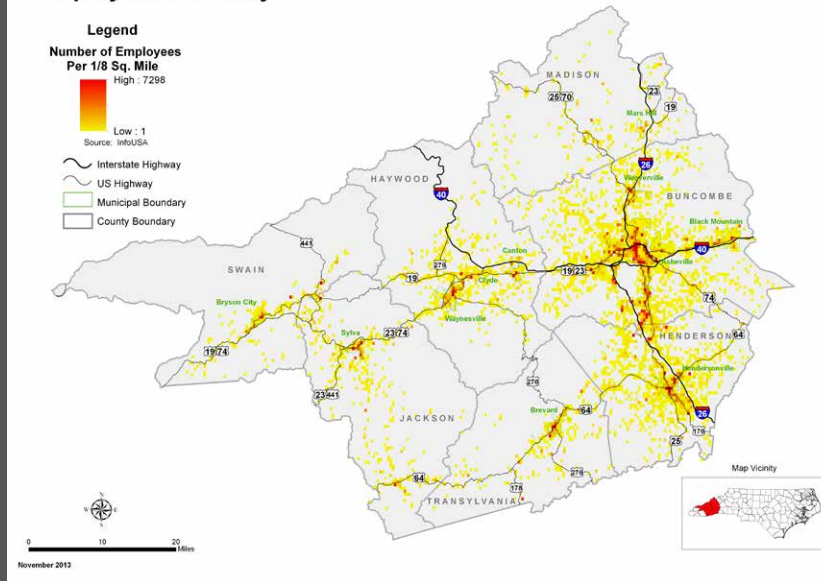 Legend
Number of Employees
Per 1/8 Sq. Mile
High : 7298
Low : 1
Source: InfoUSA
Interstate Highway
US Highway
Municipal Boundary
County Boundary
MADISON
25 70
23
19
Mars Hill
26
Weaverville
HAYWOOD
40
BUNCOMBE
Black Mountain
40
441
276
Canton
SWAIN
19
Clyde
19 23
Asheville
74
Bryson City
Waynesville
Sylva
23 74
HENDERSON
64
19 74
Hendersonville
276
23 441
Brevard
64
26
JACKSON
176
25
64
276
178
TRANSYLVANIA
Map Vicinity
W
E
S
0
10
20
Miles
November 2013